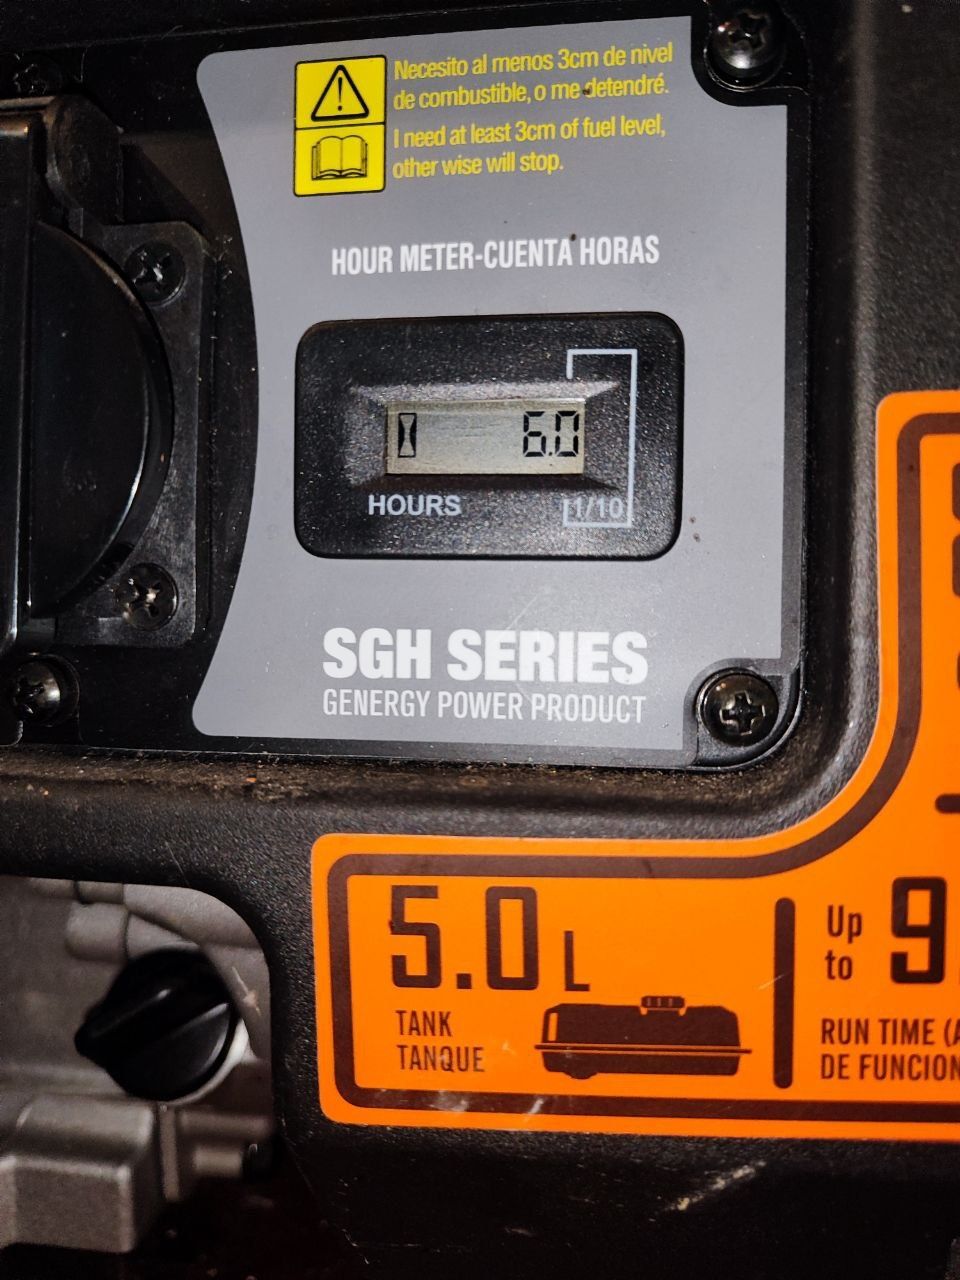 Necesito al menos 3cm de nivel
de combustible, o me detendré.
I need at least 3cm of fuel level,
other wise will stop.
HOUR METER-CUENTA HORAS
6.0
HOURS
1/10
SGH SERIES
GENERGY POWER PRODUCT
5.0 L
TANK
TANQUE
Up
to
9
RUN TIME (
DE FUNCION